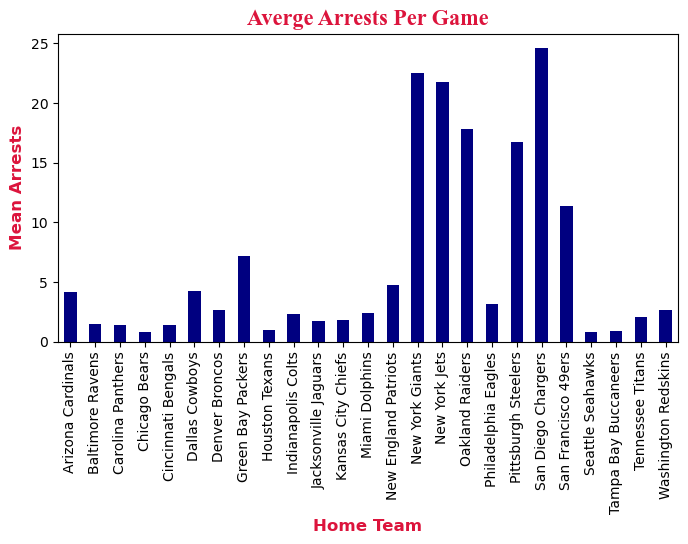 Averge Arrests Per Game
Mean Arrests
25
20
15
10
5
0
Arizona Cardinals
Baltimore Ravens
Carolina Panthers
Chicago Bears
Cincinnati Bengals
Dallas Cowboys
Denver Broncos
Green Bay Packers
Houston Texans
Indianapolis Colts
Jacksonville Jaguars
Kansas City Chiefs
Miami Dolphins
New England Patriots
New York Giants
New York Jets
Oakland Raiders
Philadelphia Eagles
Pittsburgh Steelers
San Diego Chargers
San Francisco 49ers
Seattle Seahawks
Tampa Bay Buccaneers
Tennessee Titans
Washington Redskins
Home Team